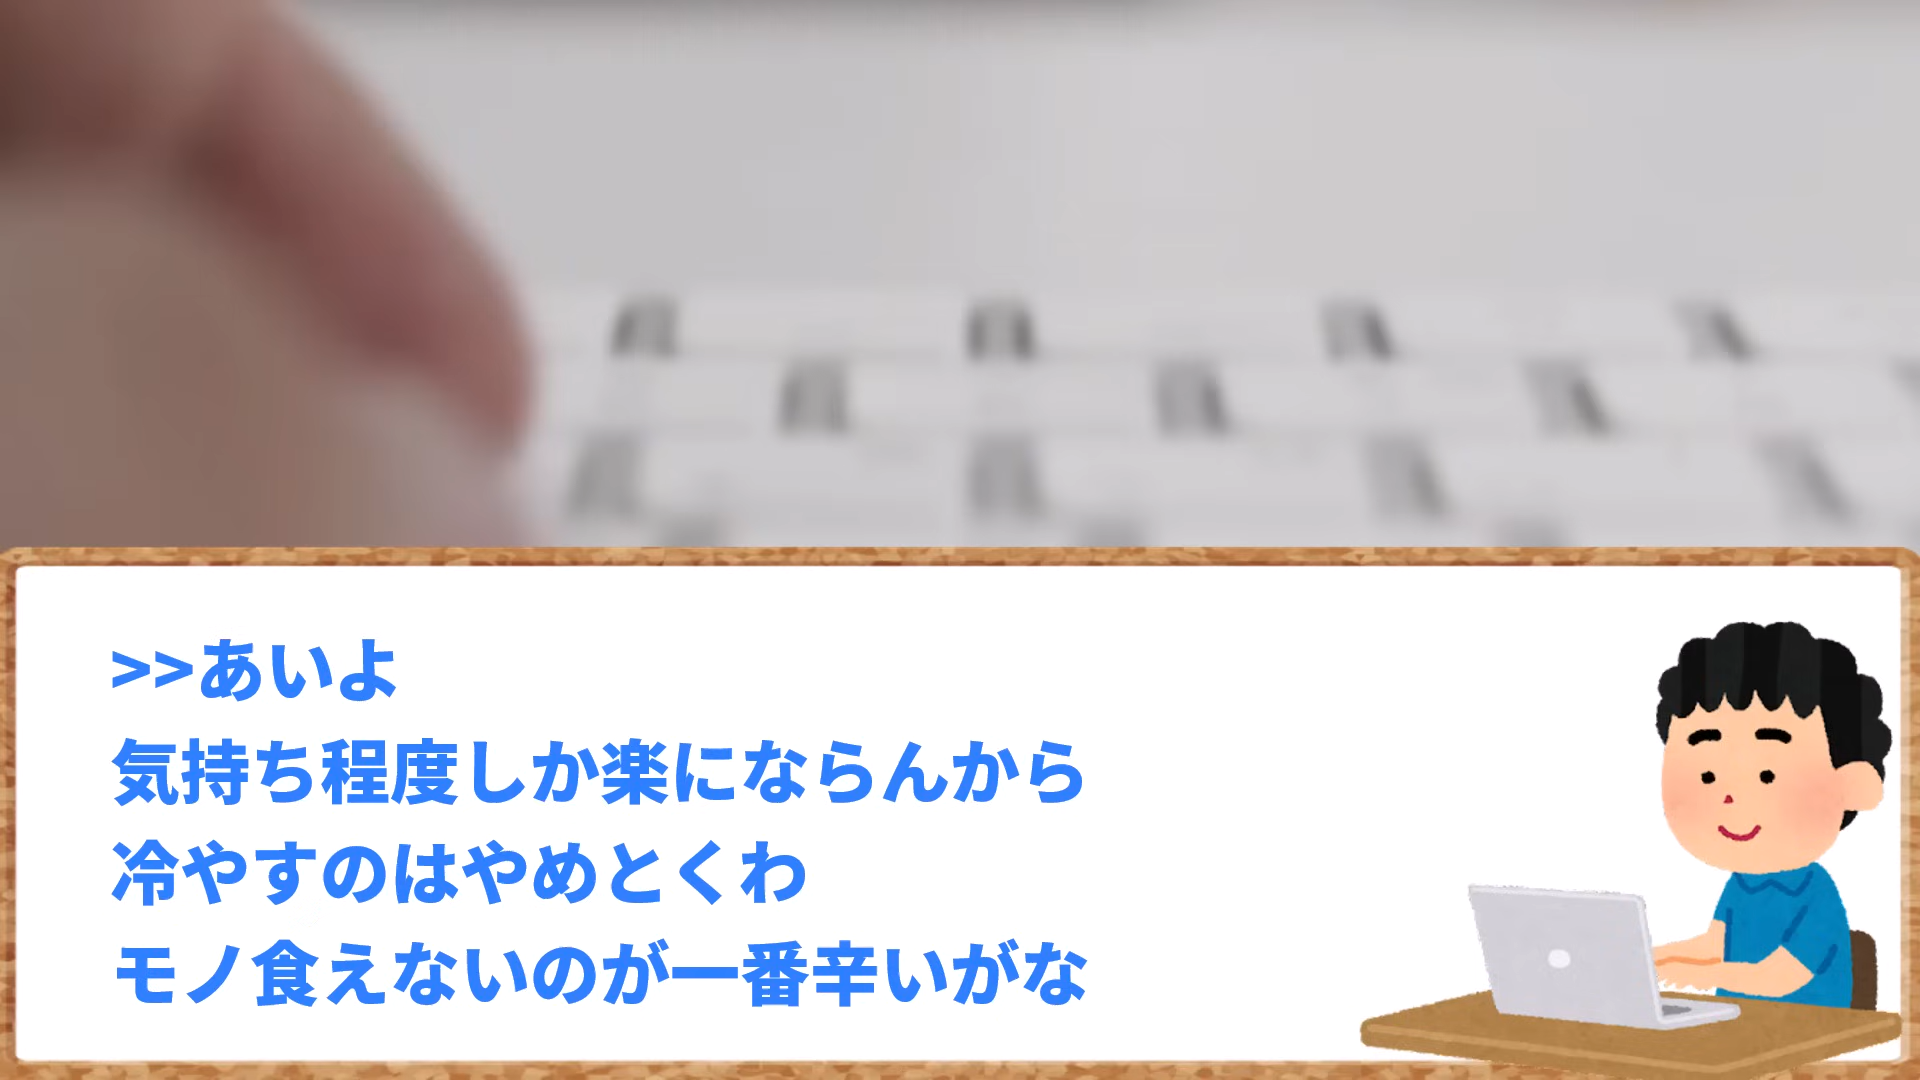 >>あいよ
気持ち程度しか楽にならんから
冷やすのはやめとくわ
モノ食えないのが一番辛いがな